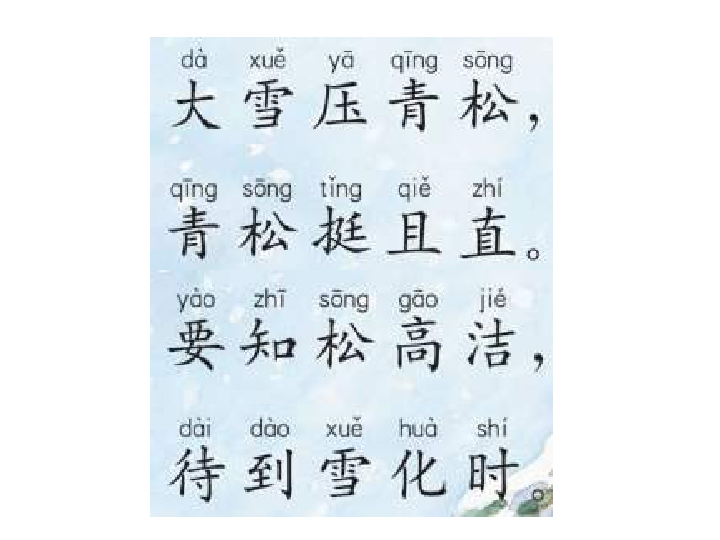 dà xuě yā qīng sōng
大雪压青松，
qīng sōng tǐng qiě zhí
青松挺且直。
yào zhī sōng gāo jié
要知松高洁，
dài dào xuě huà shí
待到雪化时。